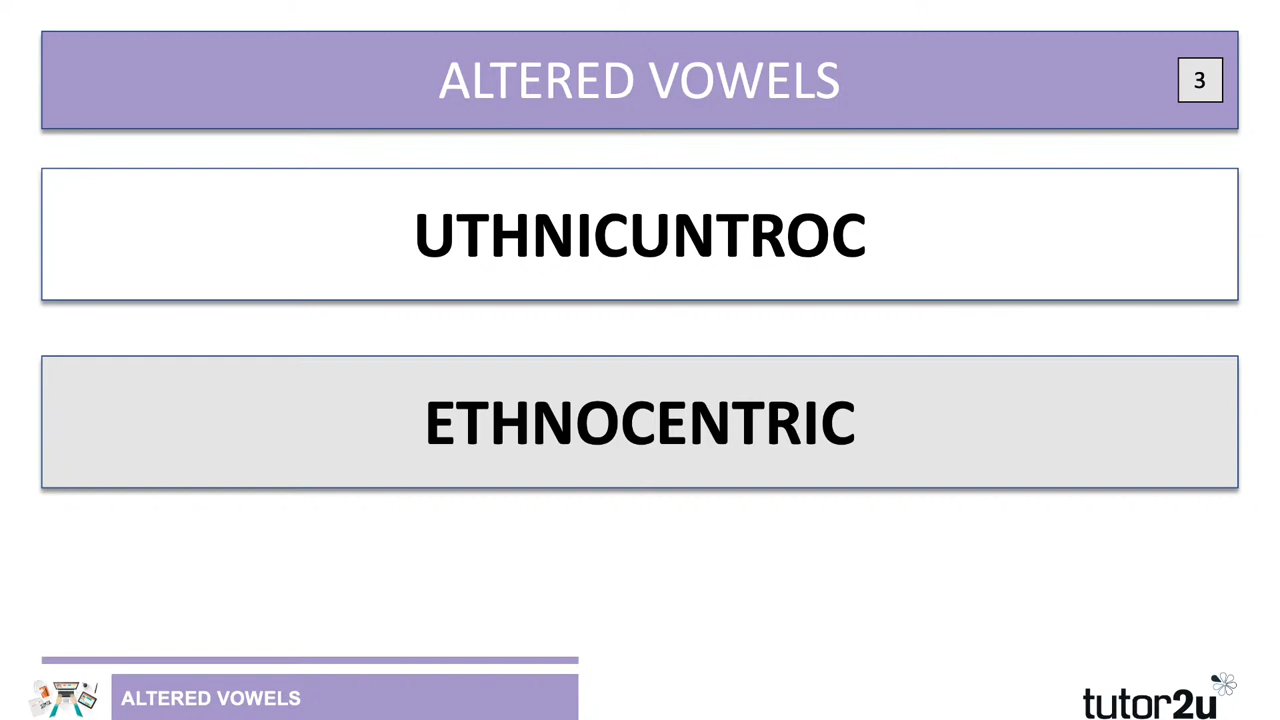 ALTERED VOWELS
3
UTHNICUNTROC
ETHNOCENTRIC
ALTERED VOWELS
tutor2u